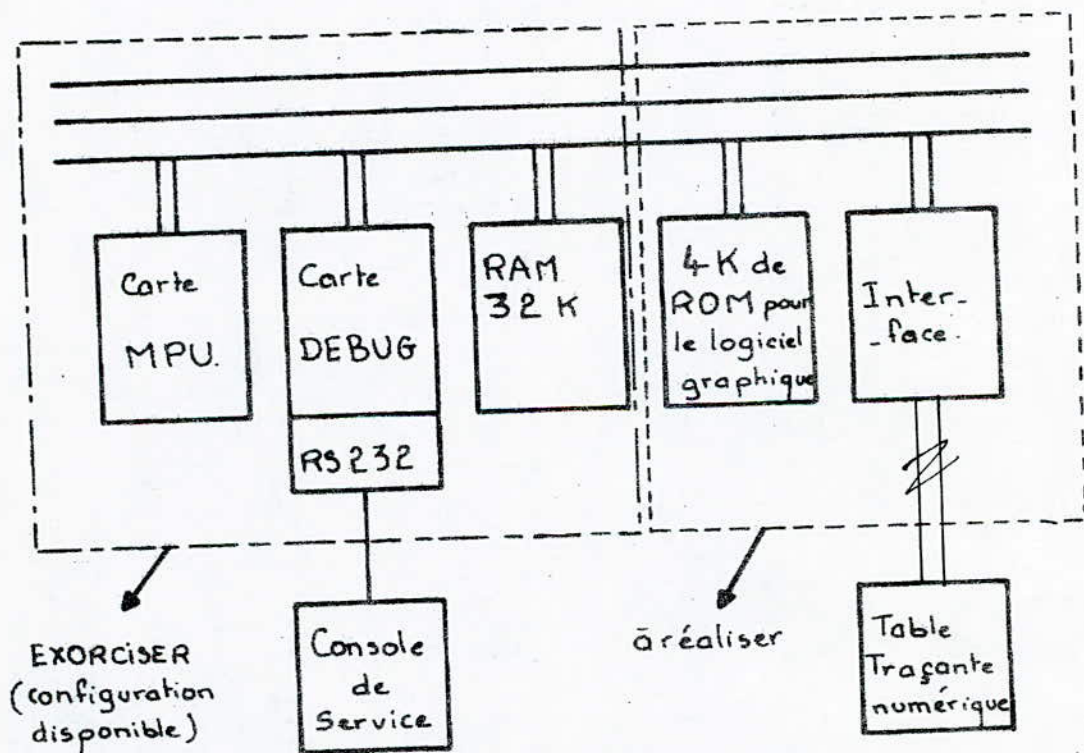 Carte
MPU.
Carte
DEBUG
RS232
RAM
32 K
4K de
ROM pour
le logiciel
graphique
Inter-
-face.
EXORCISER
(configuration
disponible)
Console
de
Service
à réaliser
Table
Traçante
numérique